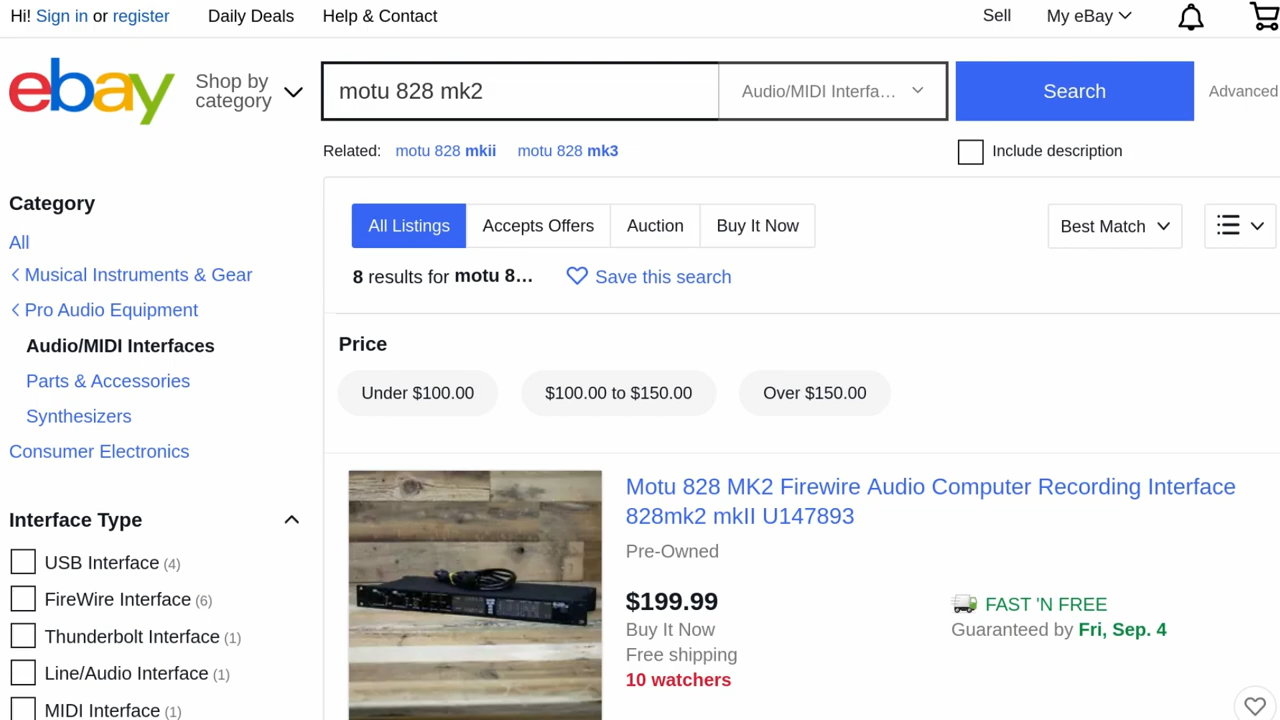 Hi! Sign in or register Daily Deals Help & Contact Sell My eBay
ebay
Shop by
category
motu 828 mk2 Audio/MIDI Interfa... Search Advanced
Related: motu 828 mkii motu 828 mk3 Include description
Category
All
Musical Instruments & Gear
Pro Audio Equipment
Audio/MIDI Interfaces
Parts & Accessories
Synthesizers
Consumer Electronics
Interface Type
USB Interface (4)
FireWire Interface (6)
Thunderbolt Interface (1)
Line/Audio Interface (1)
MIDI Interface (1)
All Listings Accepts Offers Auction Buy It Now Best Match
8 results for motu 8... Save this search
Price
Under $100.00 $100.00 to $150.00 Over $150.00
Motu 828 MK2 Firewire Audio Computer Recording Interface
828mk2 mkII U147893
Pre-Owned
$199.99
Buy It Now
Free shipping
10 watchers
FAST 'N FREE
Guaranteed by Fri, Sep. 4